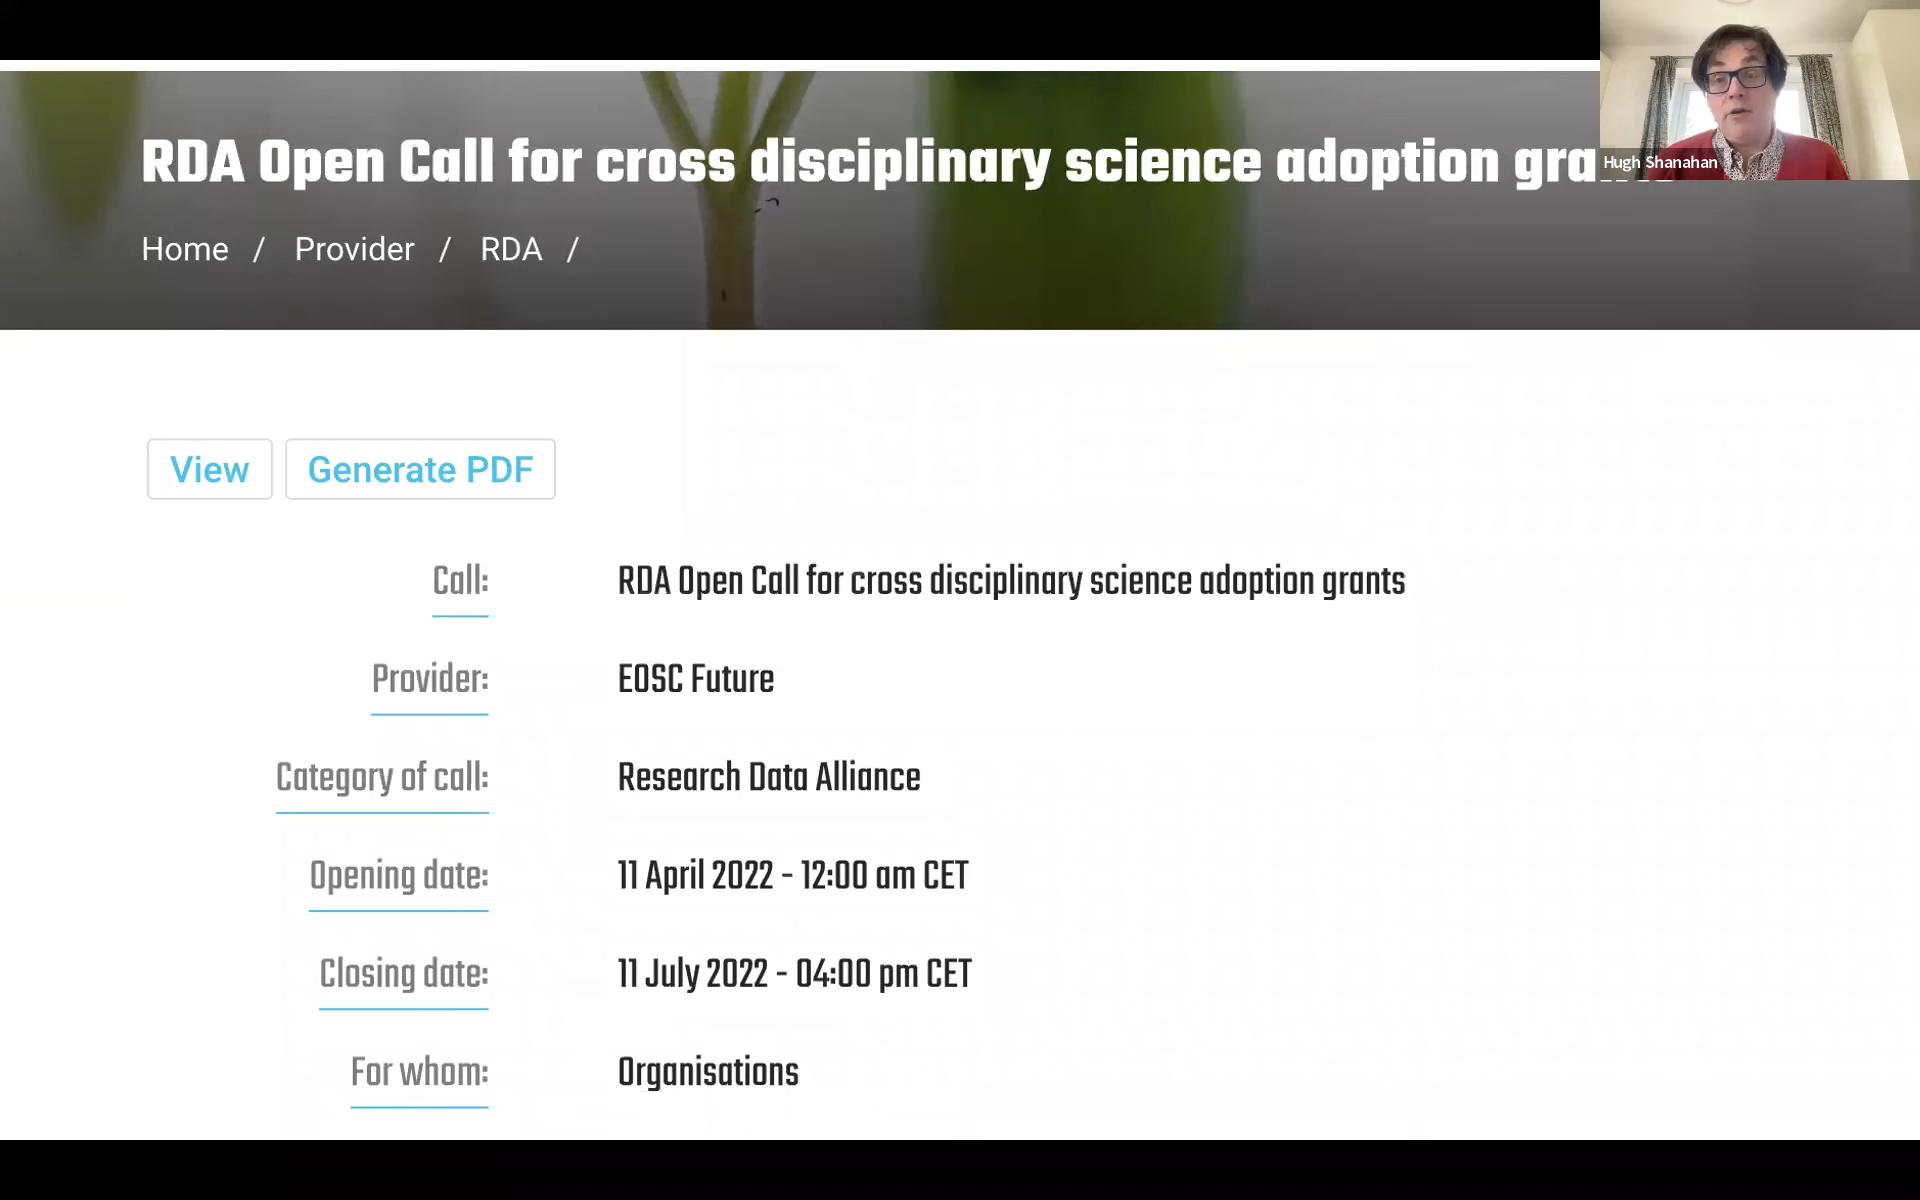 RDA Open Call for cross disciplinary science adoption
Hugh Shanahan
Home / Provider / RDA /
View
Generate PDF
Call: RDA Open Call for cross disciplinary science adoption grants
Provider: EOSC Future
Category of call: Research Data Alliance
Opening date: 11 April 2022 - 12:00 am CET
Closing date: 11 July 2022 - 04:00 pm CET
For whom: Organisations